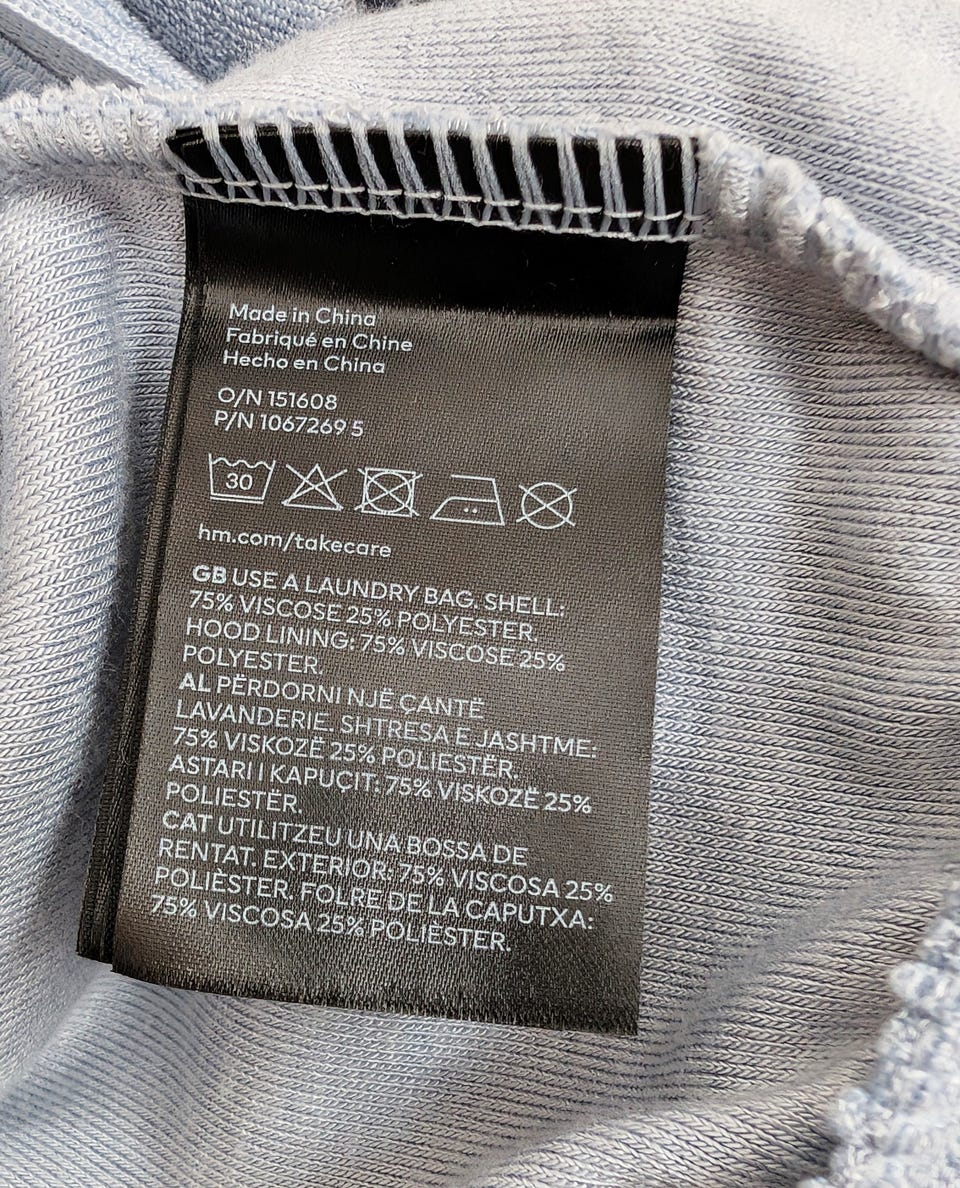 Made in China
Fabriqué en Chine
Hecho en China
O/N 151608
P/N 1067269 5
30
hm.com/takecare
GB USE A LAUNDRY BAG. SHELL:
75% VISCOSE 25% POLYESTER.
HOOD LINING: 75% VISCOSE 25%
POLYESTER.
AL PËRDORNI NJË ÇANTË
LAVANDERIE. SHTRESA E JASHTME:
75% VISKOZË 25% POLIESTËR.
ASTARI I KAPUÇIT: 75% VISKOZË 25%
POLIESTËR.
CAT UTILITZEU UNA BOSSA DE
RENTAT. EXTERIOR: 75% VISCOSA 25%
POLIÈSTER. FOLRE DE LA CAPUTXA:
75% VISCOSA 25% POLIÈSTER.